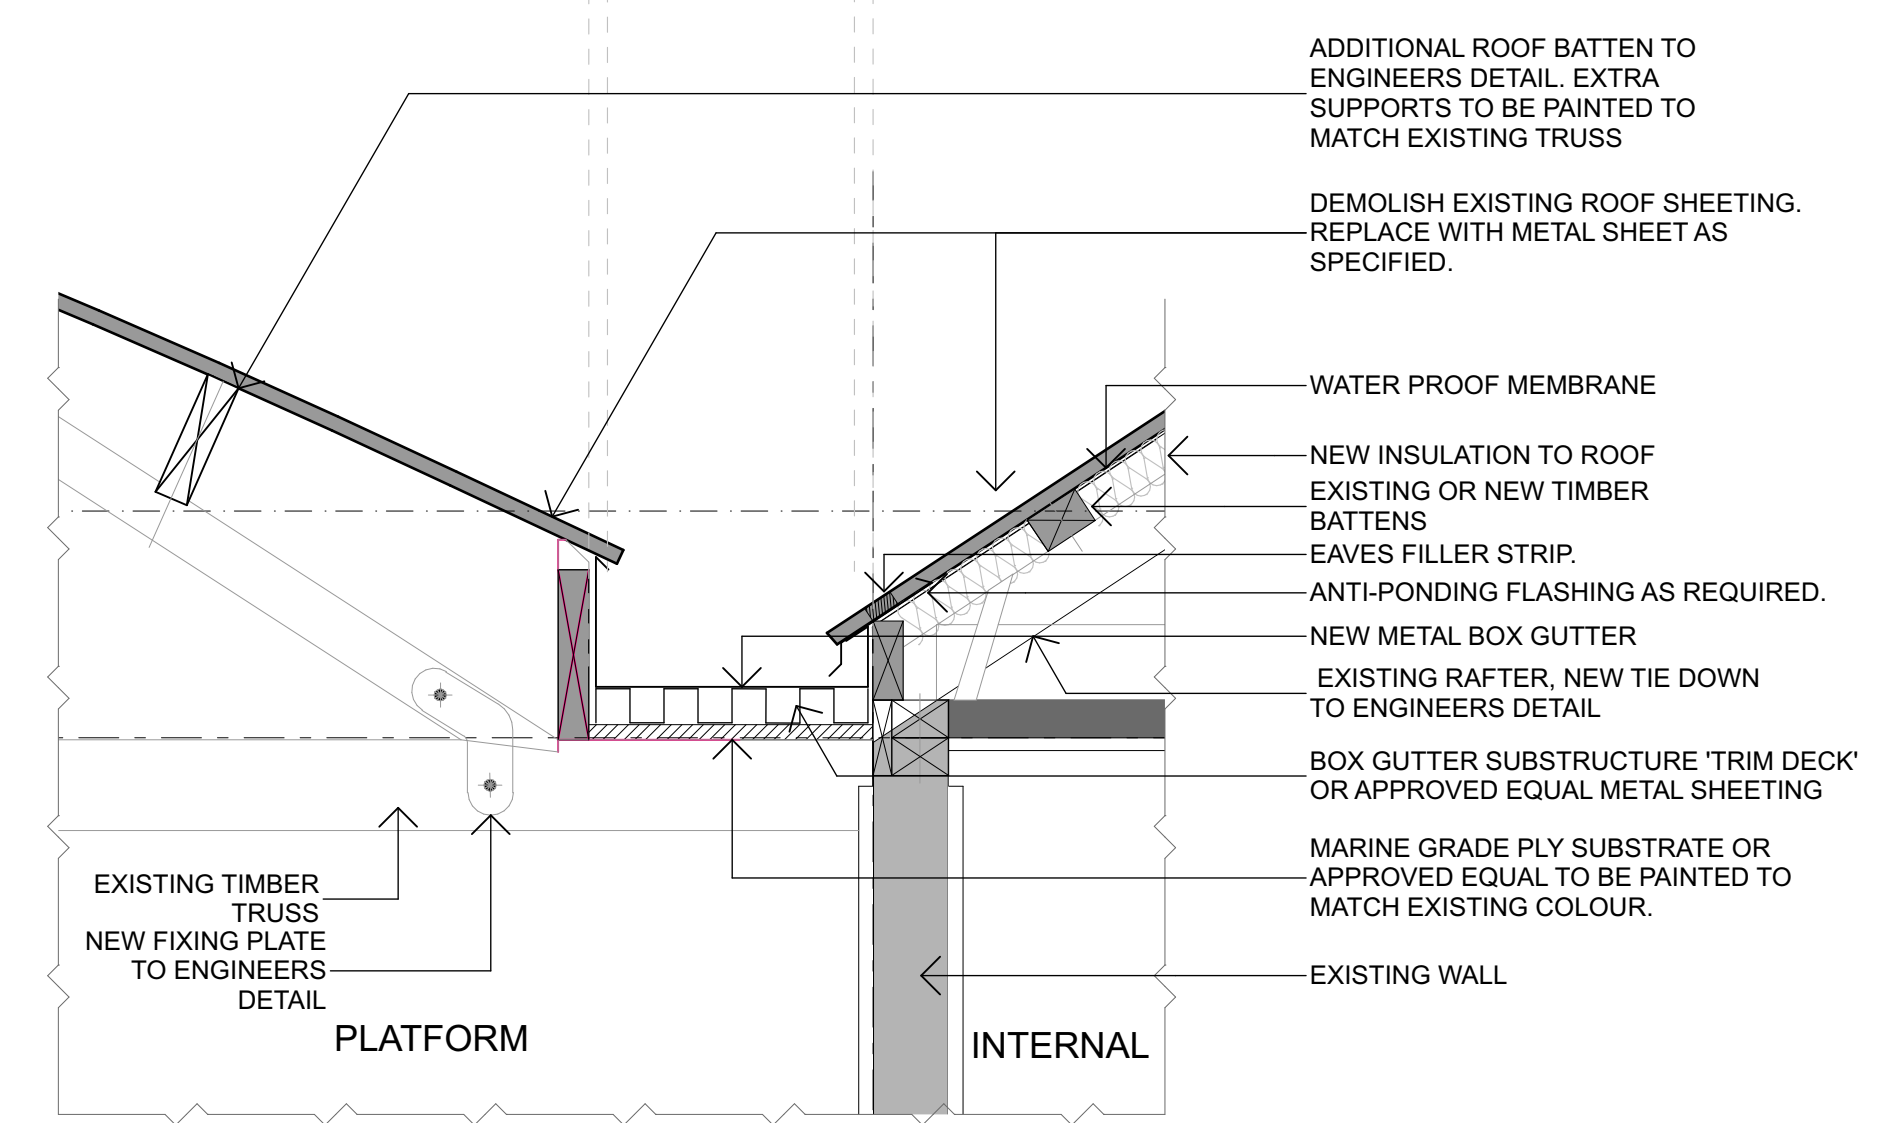 ADDITIONAL ROOF BATTEN TO
ENGINEERS DETAIL. EXTRA
SUPPORTS TO BE PAINTED TO
MATCH EXISTING TRUSS
DEMOLISH EXISTING ROOF SHEETING.
REPLACE WITH METAL SHEET AS
SPECIFIED.
WATER PROOF MEMBRANE
NEW INSULATION TO ROOF
EXISTING OR NEW TIMBER
BATTENS
EAVES FILLER STRIP.
ANTI-PONDING FLASHING AS REQUIRED.
NEW METAL BOX GUTTER
EXISTING RAFTER, NEW TIE DOWN
TO ENGINEERS DETAIL
BOX GUTTER SUBSTRUCTURE 'TRIM DECK'
OR APPROVED EQUAL METAL SHEETING
MARINE GRADE PLY SUBSTRATE OR
APPROVED EQUAL TO BE PAINTED TO
MATCH EXISTING COLOUR.
EXISTING WALL
EXISTING TIMBER
TRUSS
NEW FIXING PLATE
TO ENGINEERS
DETAIL
PLATFORM
INTERNAL